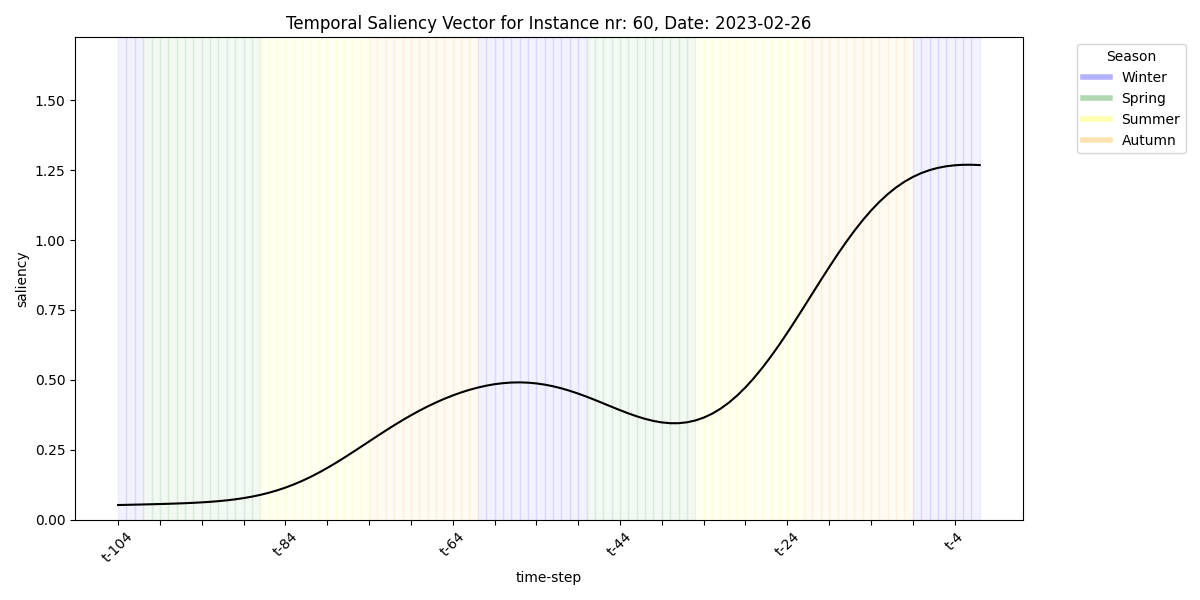 Temporal Saliency Vector for Instance nr: 60, Date: 2023-02-26
Season
Winter
Spring
Summer
Autumn
saliency
1.50
1.25
1.00
0.75
0.50
0.25
0.00
t-104
t-84
t-64
t-44
t-24
t-4
time-step